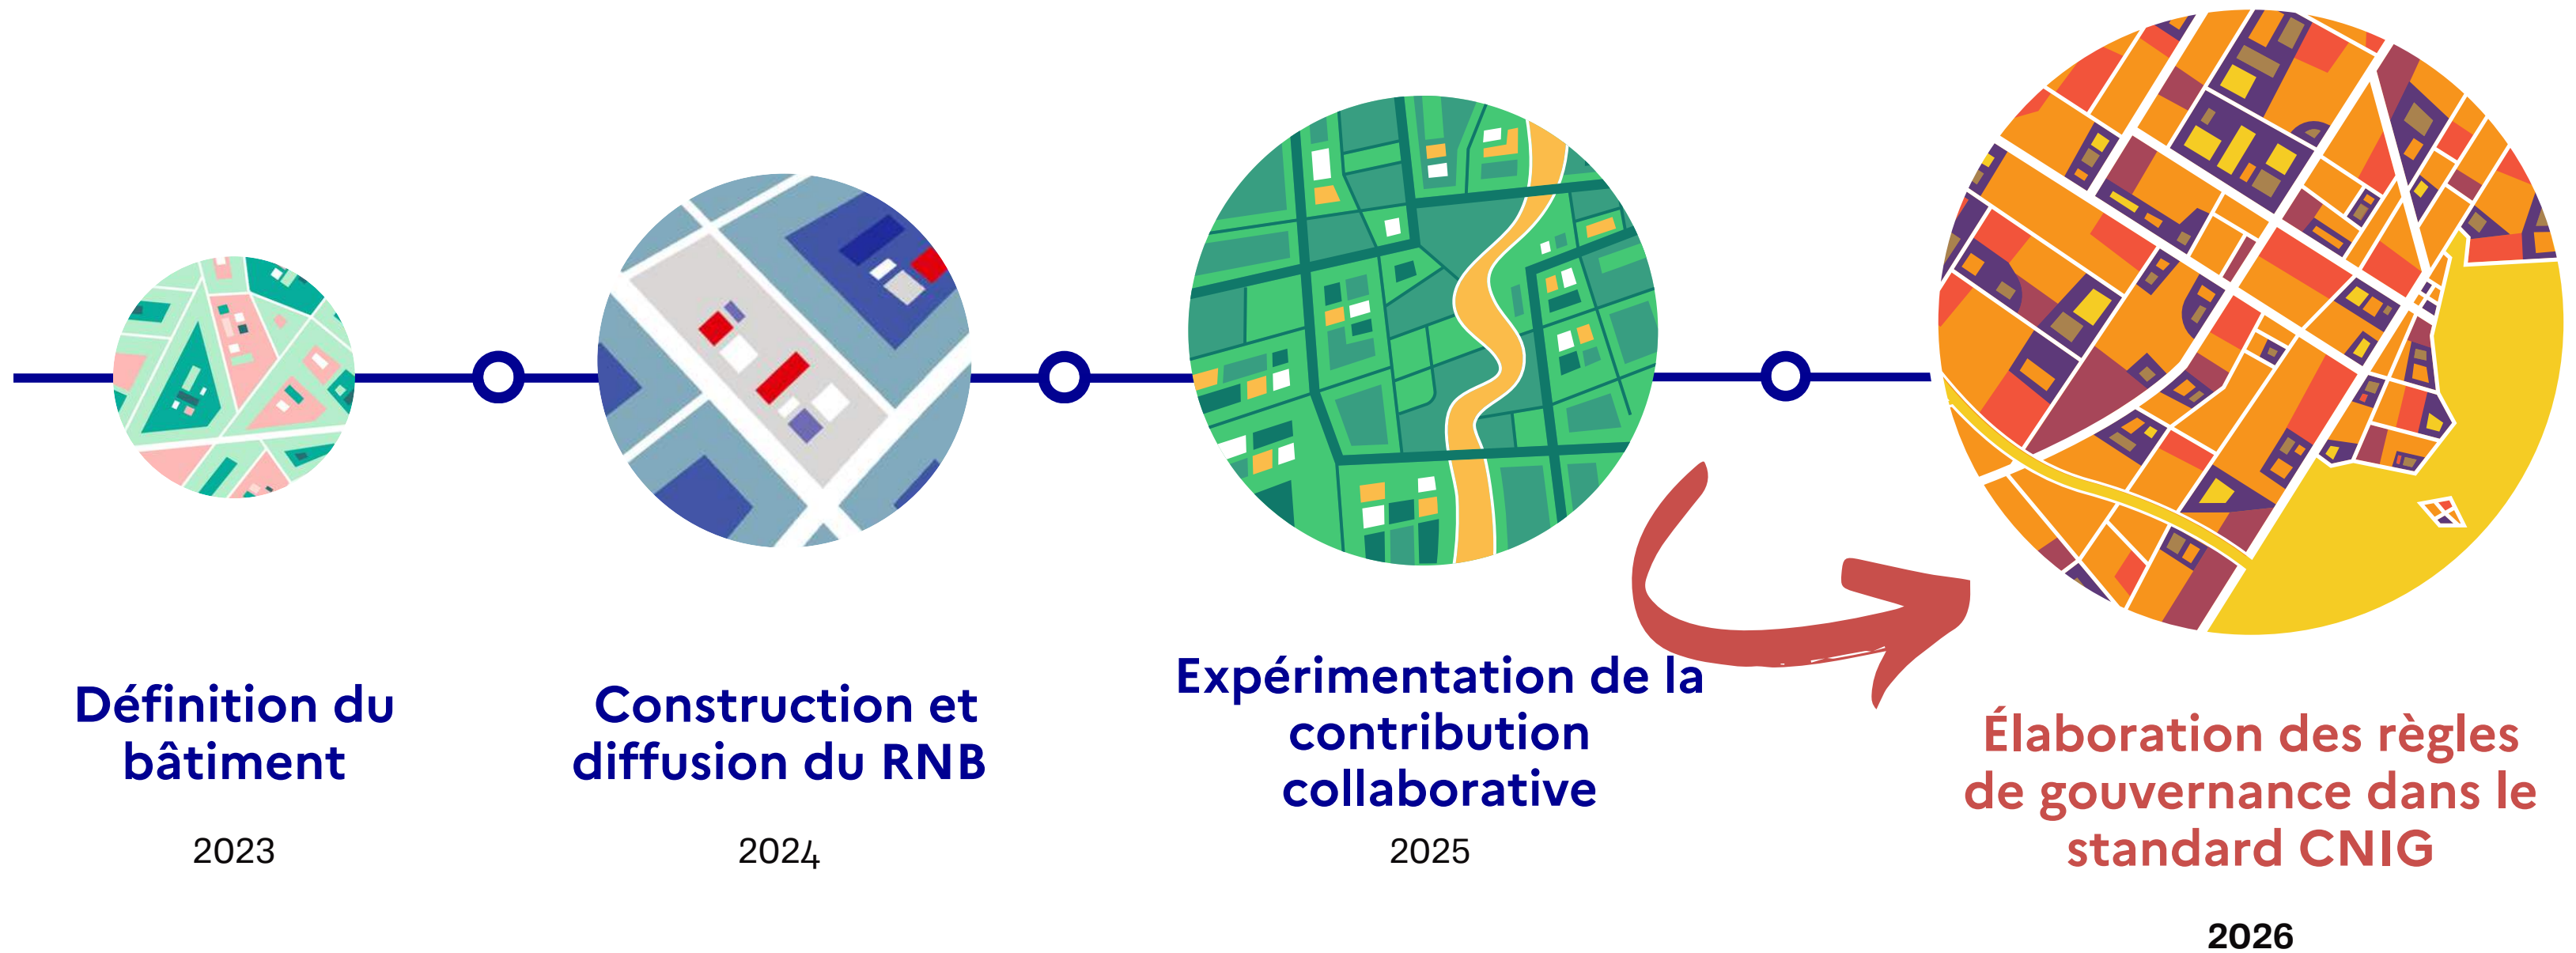 Définition du
bâtiment
2023
Construction et
diffusion du RNB
2024
Expérimentation de la
contribution
collaborative
2025
Élaboration des règles
de gouvernance dans le
standard CNIG
2026